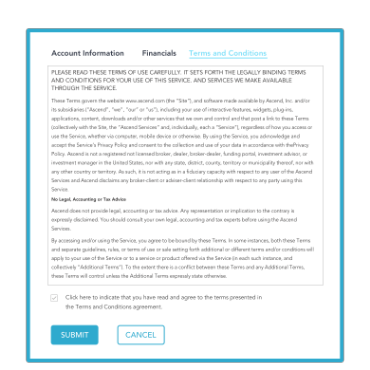 Account Information Financials Terms and Conditions
PLEASE READ THESE TERMS OF USE CAREFULLY. IT SETS FORTH THE LEGALLY BINDING TERMS
AND CONDITIONS FOR YOUR USE OF THIS SERVICE. AND SERVICES WE MAKE AVAILABLE
THROUGH THE SERVICE.
These Terms govern the website www.ascend.com (the "Site"), and software made available by Ascend, Inc. and/or
its subsidiaries ("Ascend", "we", "our" or "us"), including your use of interactive features, widgets, plug-ins,
applications, content, downloads and/or other services that we own and control and that post a link to these Terms
(collectively with the Site, the "Ascend Services" and, individually, each a "Service"), regardless of how you access or
use the Service, whether via computer, mobile device or otherwise. By using the Service, you acknowledge and
accept the Service's Privacy Policy and consent to the collection and use of your data in accordance with thePrivacy
Policy. Ascend is not a registered not licensed broker, dealer, broker-dealer, funding portal, investment advisor, or
investment manager in the United States, nor with any state, district, county, territory or municipality thereof, nor with
any other country or territory. As such, it is not acting as in a fiduciary capacity with respect to any user of the Ascend
Services and Ascend disclaims any broker-client or adviser-client relationship with respect to any party using this
Service.
No Legal, Accounting or Tax Advice
Ascend does not provide legal, accounting or tax advice. Any representation or implication to the contrary is
expressly disclaimed. You should consult your own legal, accounting and tax experts before using the Ascend
Services.
By accessing and/or using the Service, you agree to be bound by these Terms. In some instances, both these Terms
and separate guidelines, rules, or terms of use or sale setting forth additional or different terms and/or conditions will
apply to your use of the Service or to a service or product offered via the Service (in each such instance, and
collectively "Additional Terms"). To the extent there is a conflict between these Terms and any Additional Terms,
these Terms will control unless the Additional Terms expressly state otherwise.
Click here to indicate that you have read and agree to the terms presented in
the Terms and Conditions agreement.
SUBMIT CANCEL